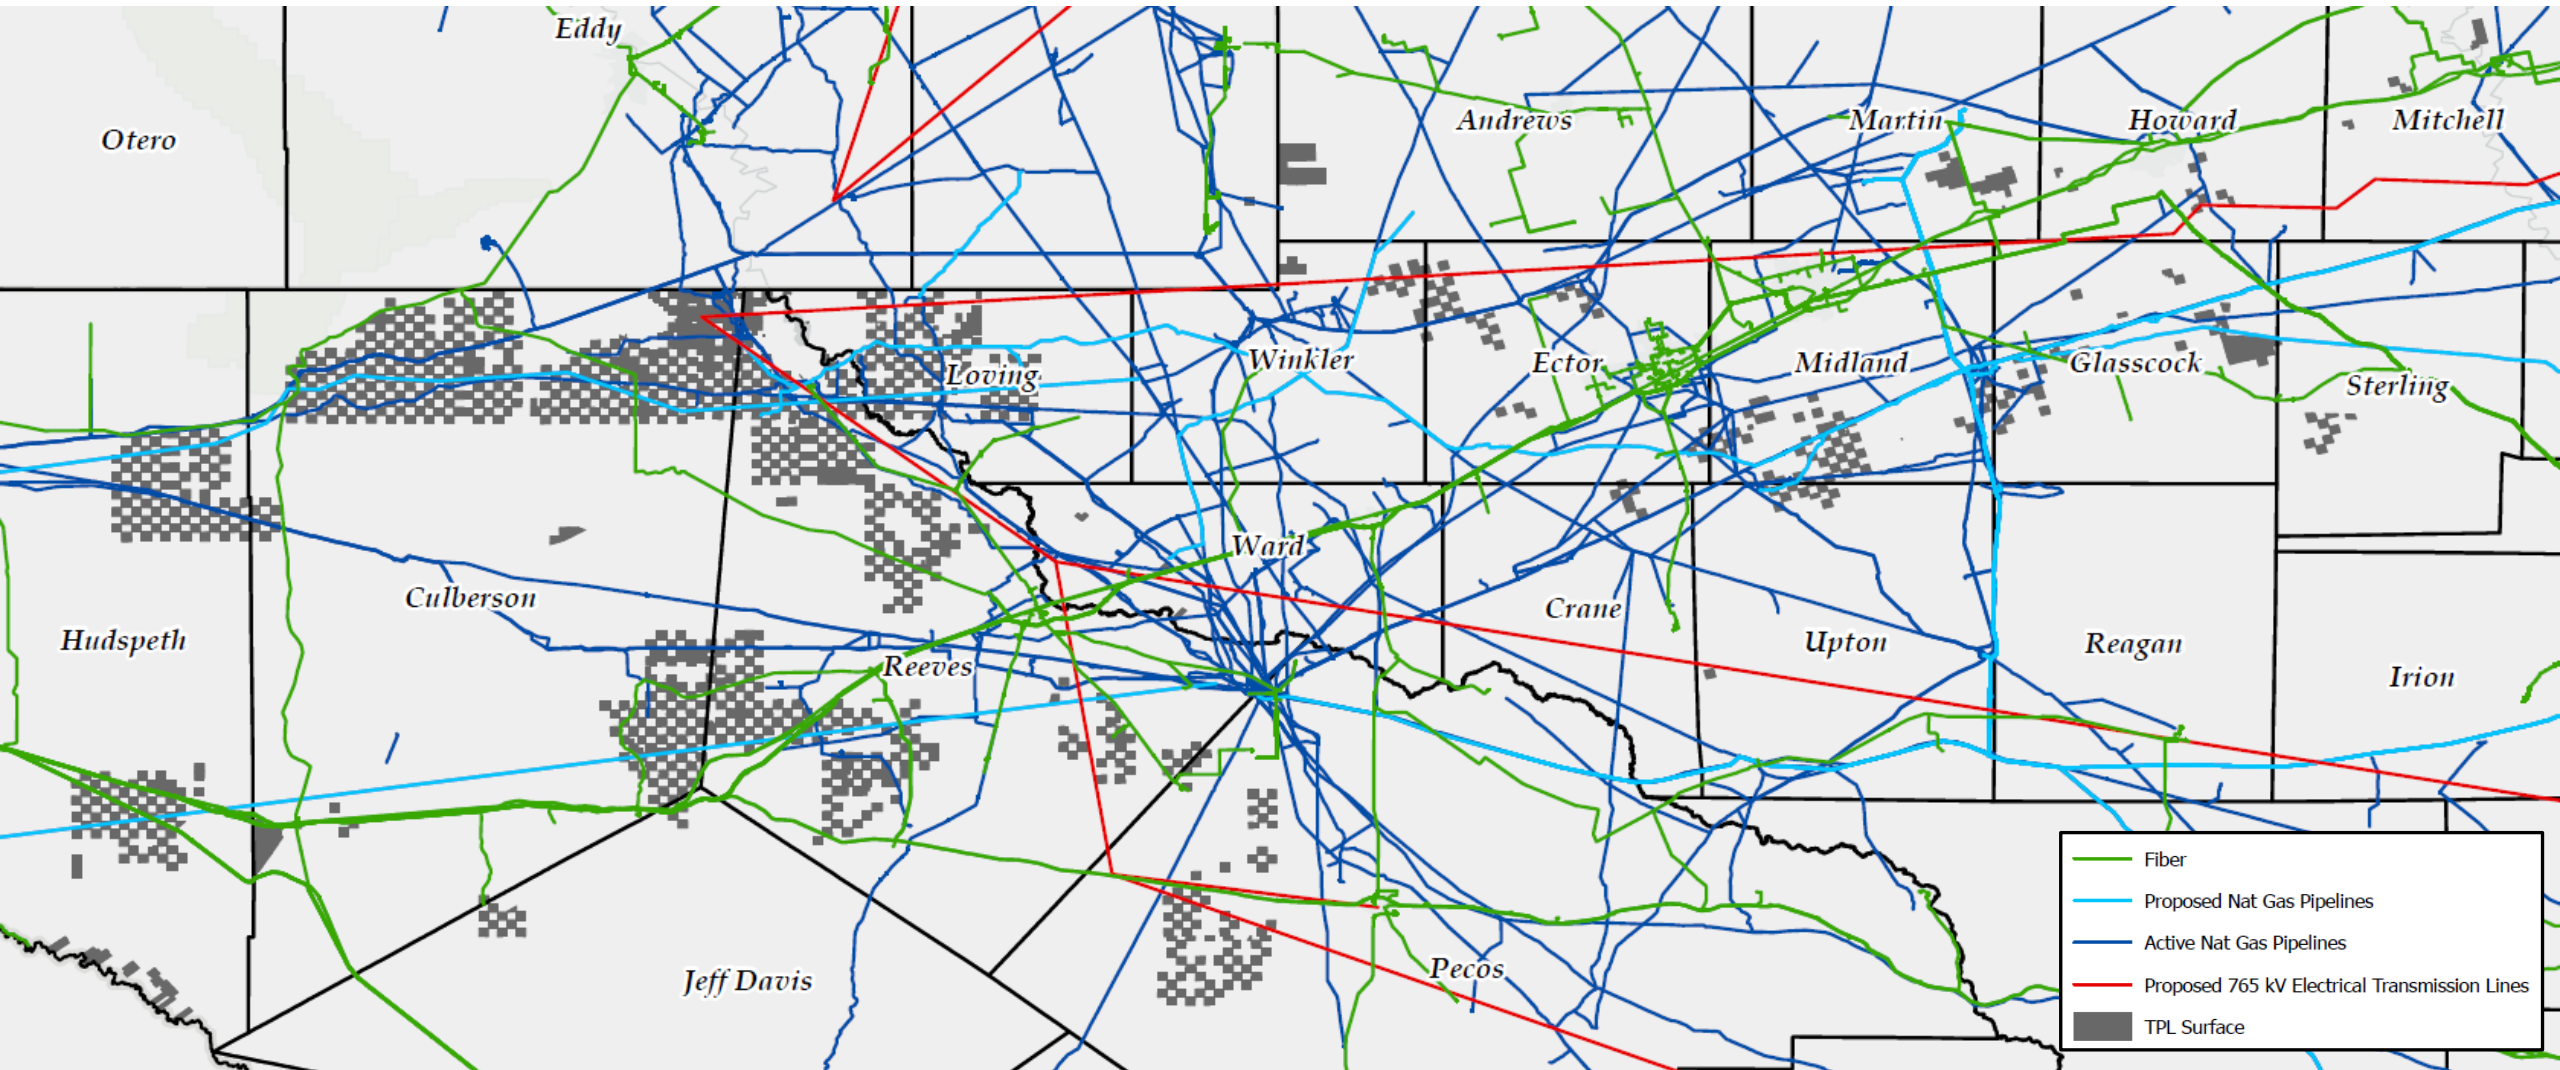 Eddy
Otero
Andrews
Martin
Howard
Mitchell
Loving
Winkler
Ector
Midland
Glasscock
Sterling
Ward
Culberson
Crane
Hudspeth
Reeves
Upton
Reagan
Irion
Jeff Davis
Pecos
Fiber
Proposed Nat Gas Pipelines
Active Nat Gas Pipelines
Proposed 765 kV Electrical Transmission Lines
TPL Surface